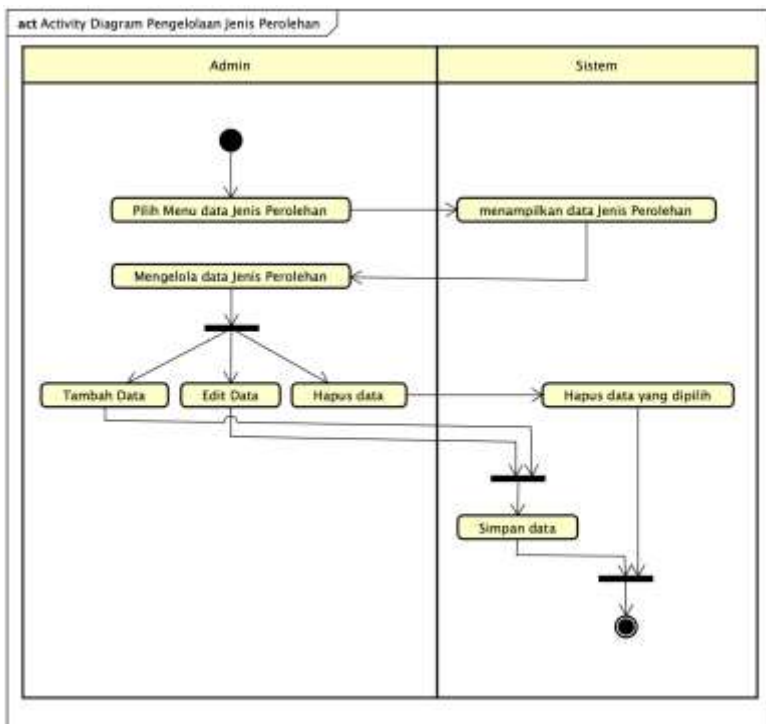 act Activity Diagram Pengelolaan Jenis Perolehan
Admin
Sistem
Pilih Menu data Jenis Perolehan
menampilkan data Jenis Perolehan
Mengelola data Jenis Perolehan
Tambah Data
Edit Data
Hapus data
Hapus data yang dipilih
Simpan data